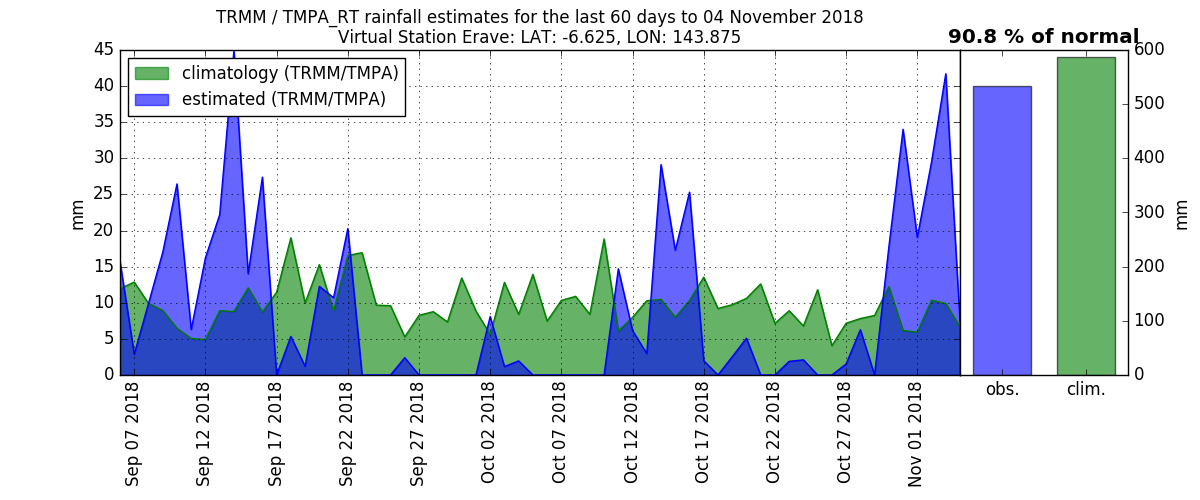 TRMM / TMPA_RT rainfall estimates for the last 60 days to 04 November 2018
Virtual Station Erave: LAT: -6.625, LON: 143.875
90.8 % of normal
climatology (TRMM/TMPA)
estimated (TRMM/TMPA)
mm
45
40
35
30
25
20
15
10
5
0
Sep 07 2018
Sep 12 2018
Sep 17 2018
Sep 22 2018
Sep 27 2018
Oct 02 2018
Oct 07 2018
Oct 12 2018
Oct 17 2018
Oct 22 2018
Oct 27 2018
Nov 01 2018
obs.
clim.
600
500
400
300
200
100
0
mm